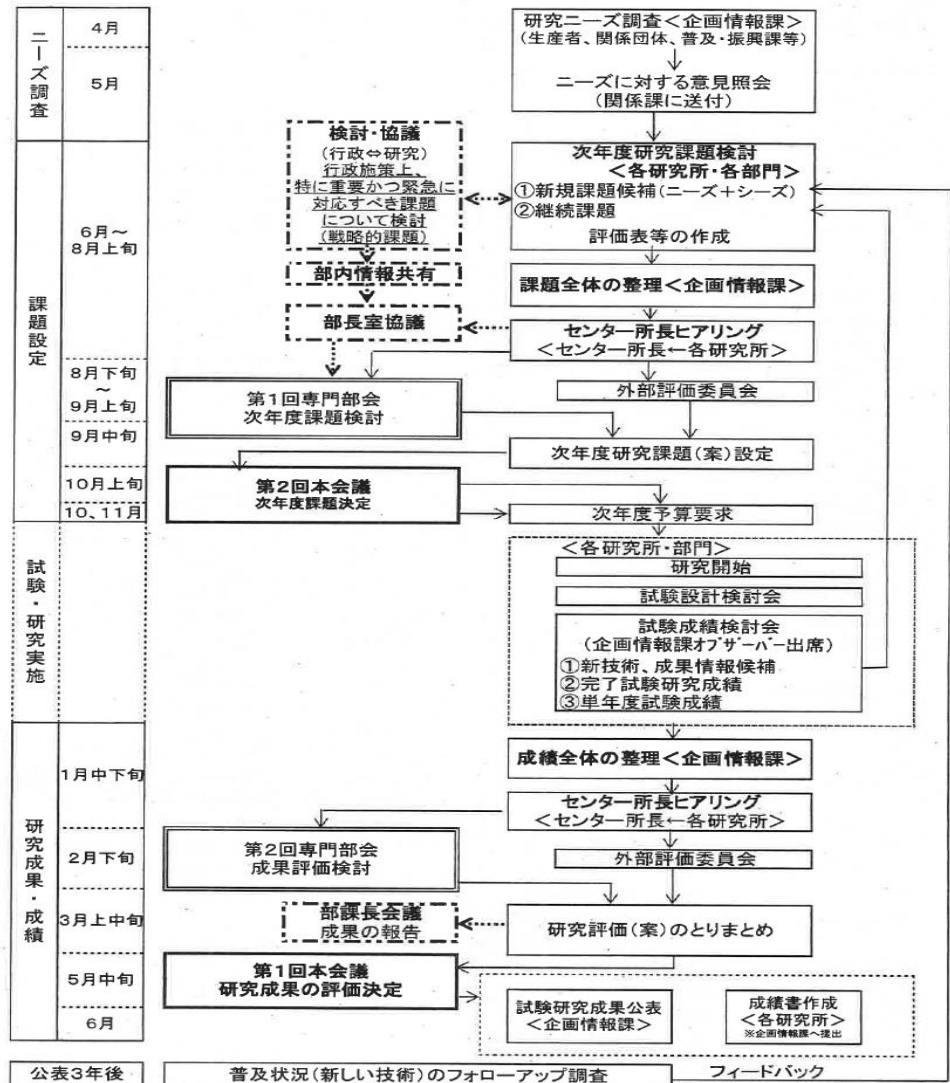 ニーズ調査
4月
5月
研究ニーズ調査<企画情報課>
(生産者、関係団体、普及・振興課等)
ニーズに対する意見照会
(関係課に送付)
課題設定
6月～
8月上旬
検討・協議
(行政⇔研究)
行政施策上、
特に重要かつ緊急に
対応すべき課題
について検討
(戦略的課題)
次年度研究課題検討
<各研究所・各部門>
①新規課題候補(ニーズ+シーズ)
②継続課題
評価表等の作成
部内情報共有
課題全体の整理<企画情報課>
部長室協議
センター所長ヒアリング
<センター所長←各研究所>
8月下旬
～
9月上旬
第1回専門部会
次年度課題検討
外部評価委員会
9月中旬
次年度研究課題(案)設定
10月上旬
第2回本会議
次年度課題決定
10、11月
次年度予算要求
試験・研究実施
<各研究所・部門>
研究開始
試験設計検討会
試験成績検討会
(企画情報課オブザーバー出席)
①新技術、成果情報候補
②完了試験研究成績
③単年度試験成績
研究成果・成績
1月中下旬
成績全体の整理<企画情報課>
センター所長ヒアリング
<センター所長←各研究所>
2月下旬
第2回専門部会
成果評価検討
外部評価委員会
3月上中旬
部課長会議
成果の報告
研究評価(案)のとりまとめ
5月中旬
第1回本会議
研究成果の評価決定
6月
試験研究成果公表
<企画情報課>
成績書作成
<各研究所>
※企画情報課へ提出
公表3年後
普及状況(新しい技術)のフォローアップ調査
フィードバック